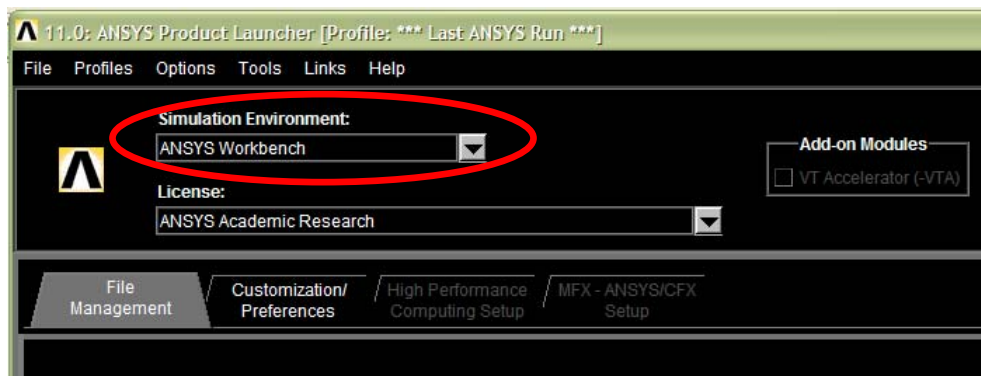 11.0: ANSYS Product Launcher [Profile: *** Last ANSYS Run ***]
File Profiles Options Tools Links Help
Simulation Environment:
ANSYS Workbench
Add-on Modules
VT Accelerator (-VTA)
License:
ANSYS Academic Research
File
Management
Customization/
Preferences
High Performance
Computing Setup
MFX - ANSYS/CFX
Setup